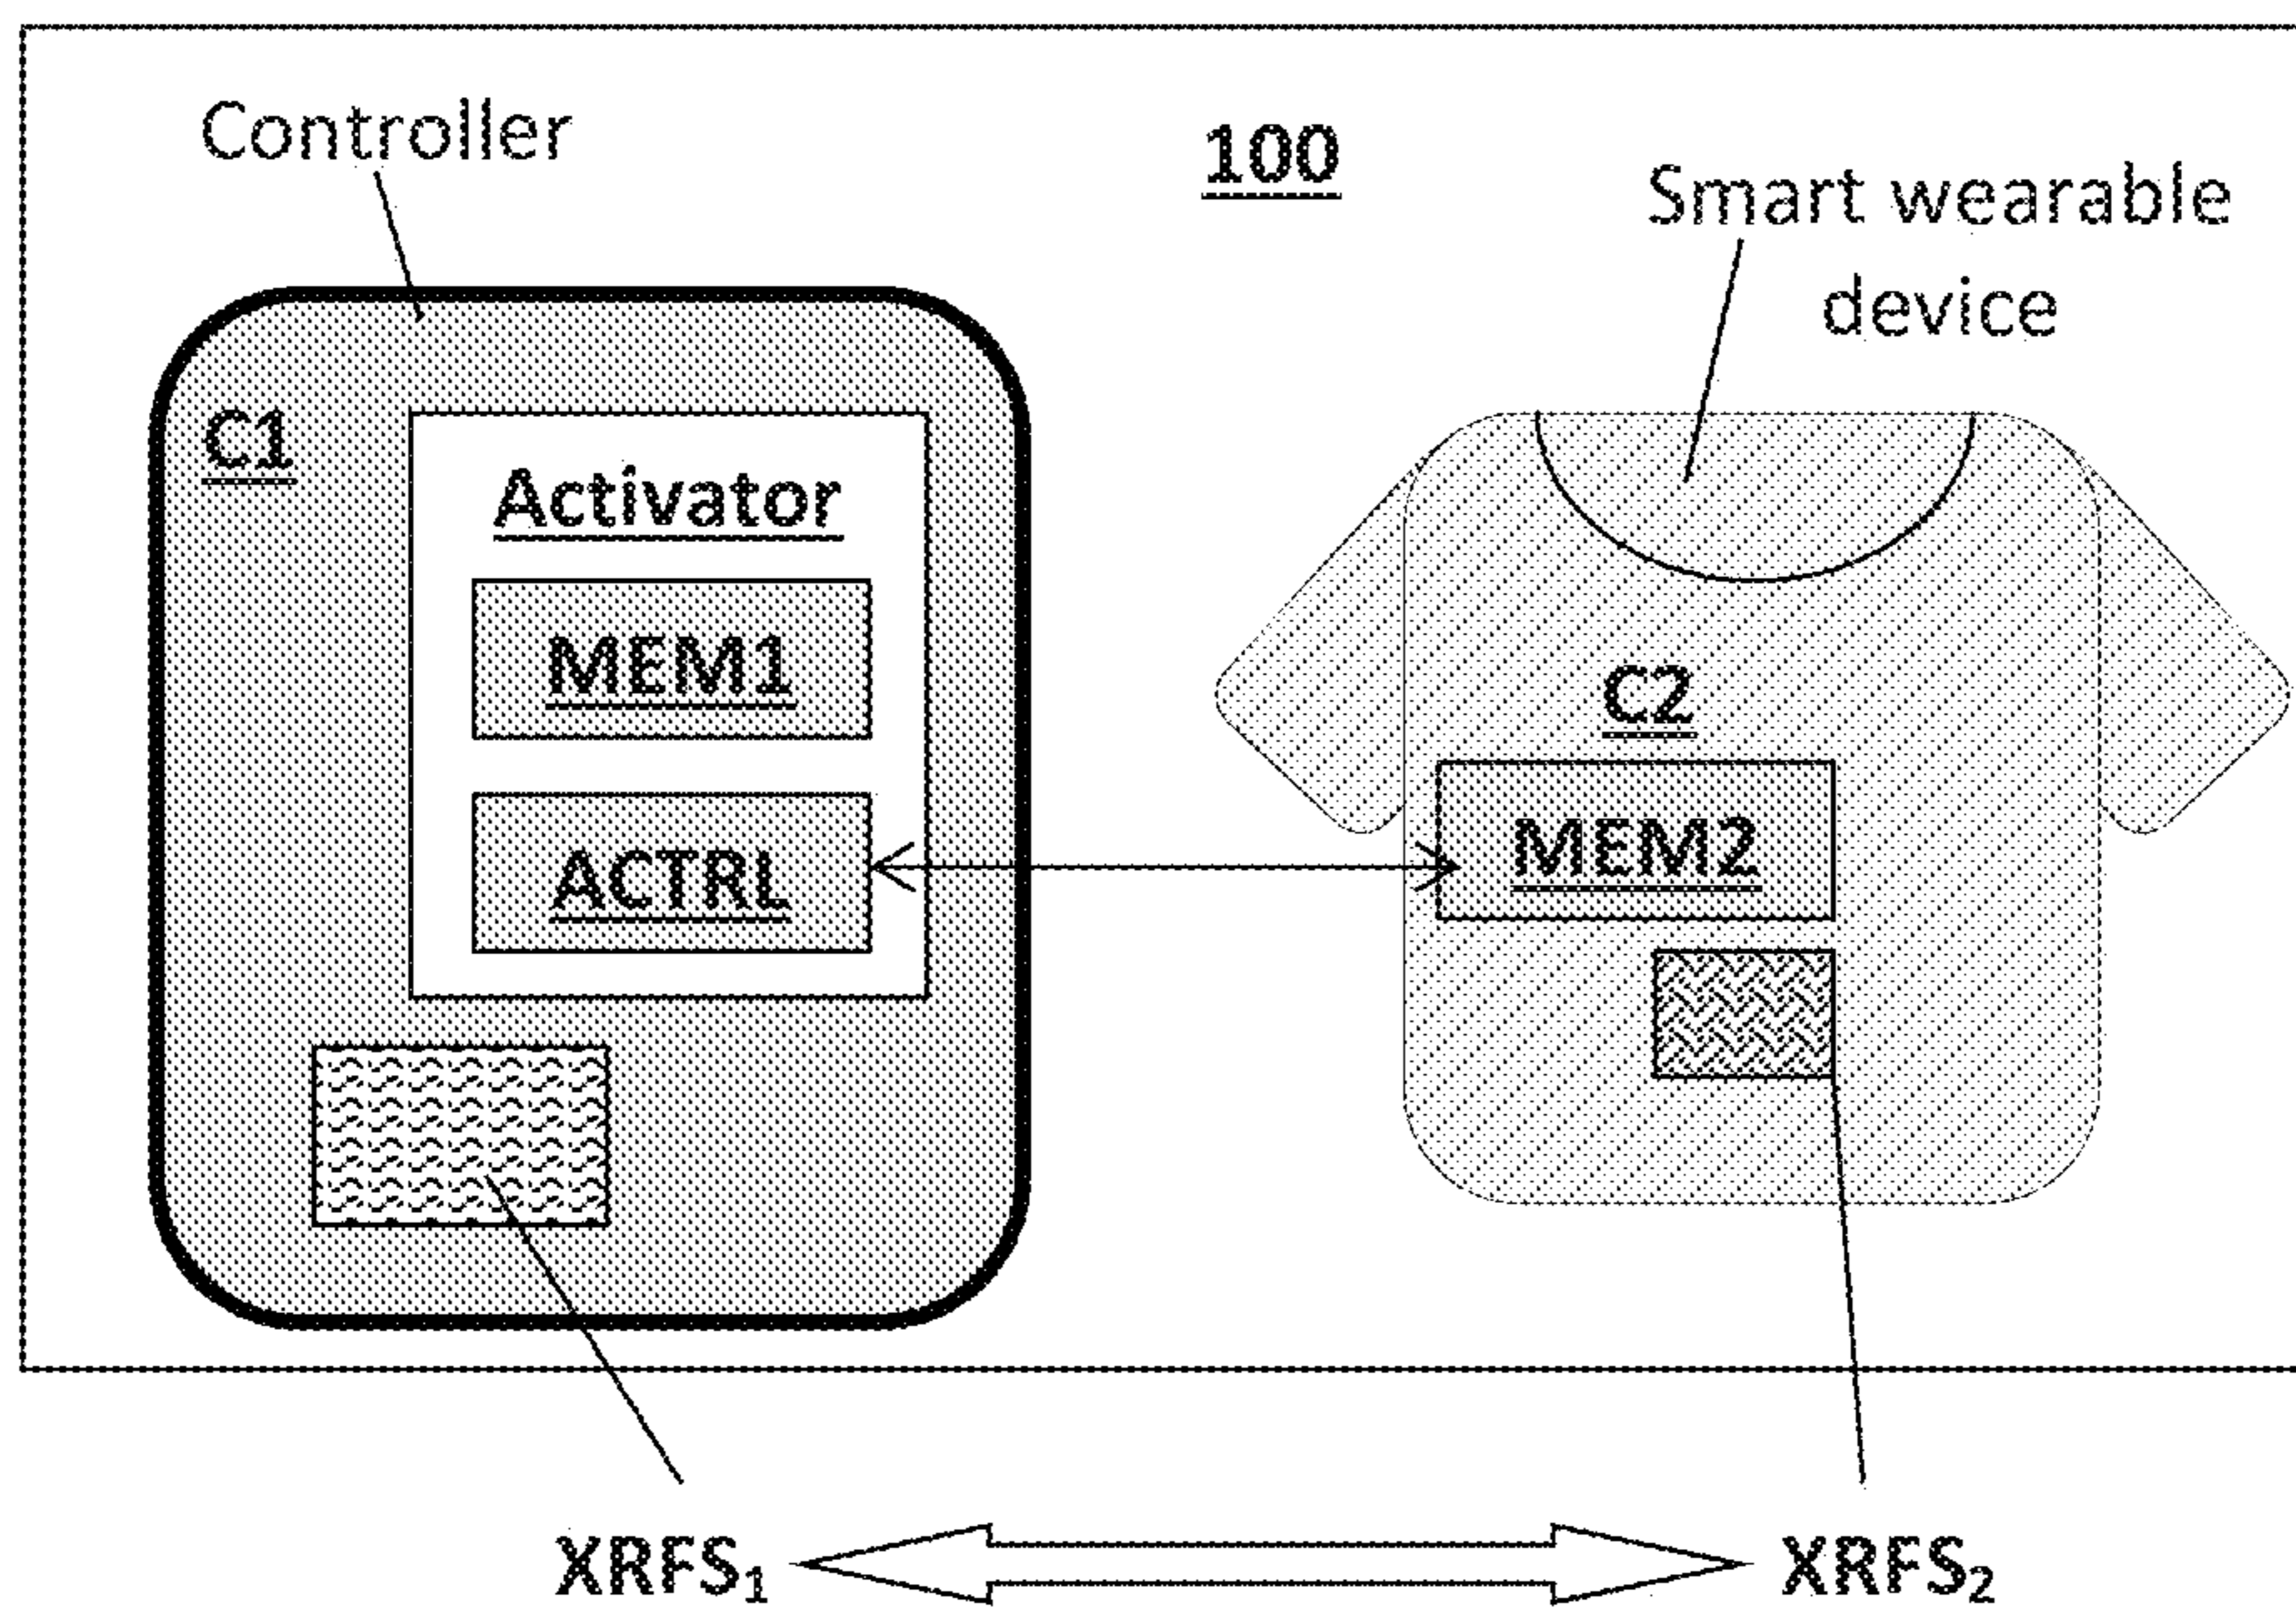 Controller
100
Smart wearable
device
C1
Activator
MEM1
C2
MEM2
ACTRL
XRFS₁
XRFS₂